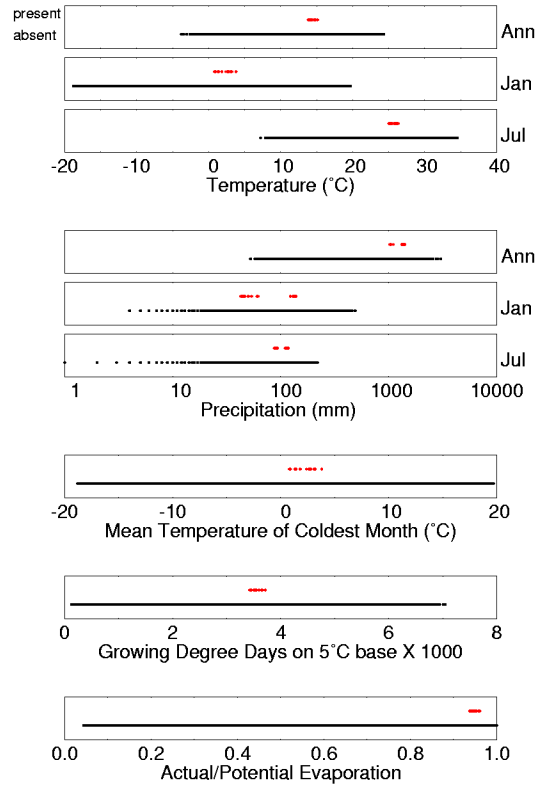 present
absent
Ann
Jan
Jul
-20 -10 0 10 20 30 40
Temperature (°C)
Ann
Jan
Jul
1 10 100 1000 10000
Precipitation (mm)
-20 -10 0 10 20
Mean Temperature of Coldest Month (°C)
0 2 4 6 8
Growing Degree Days on 5°C base X 1000
0.0 0.2 0.4 0.6 0.8 1.0
Actual/Potential Evaporation